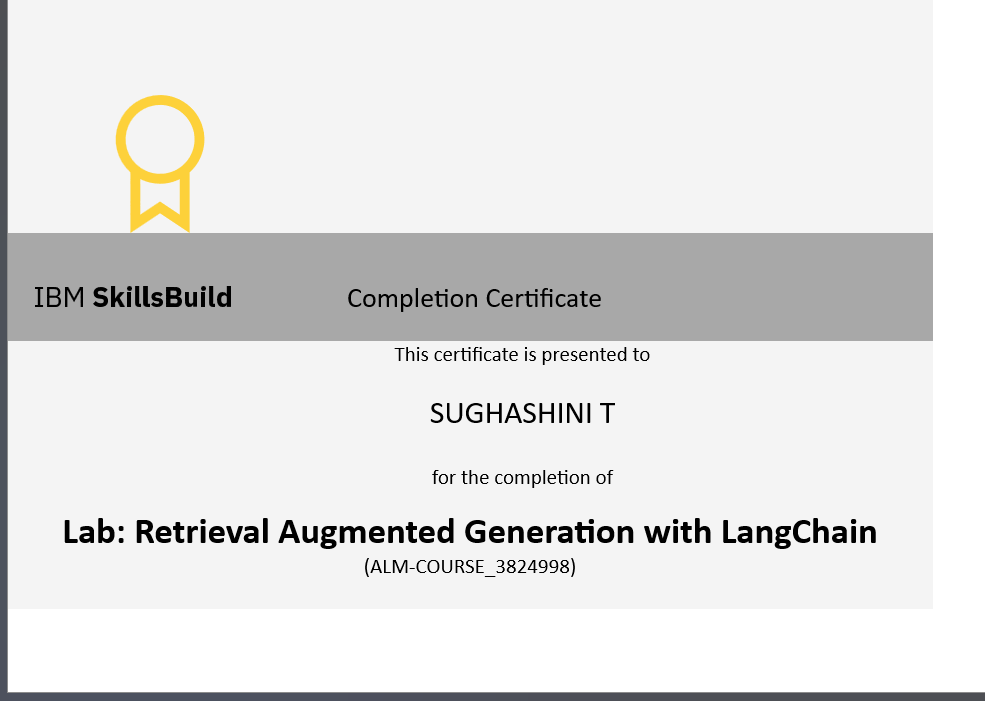 IBM SkillsBuild
Completion Certificate
This certificate is presented to
SUGHASHINI T
for the completion of
Lab: Retrieval Augmented Generation with LangChain
(ALM-COURSE_3824998)